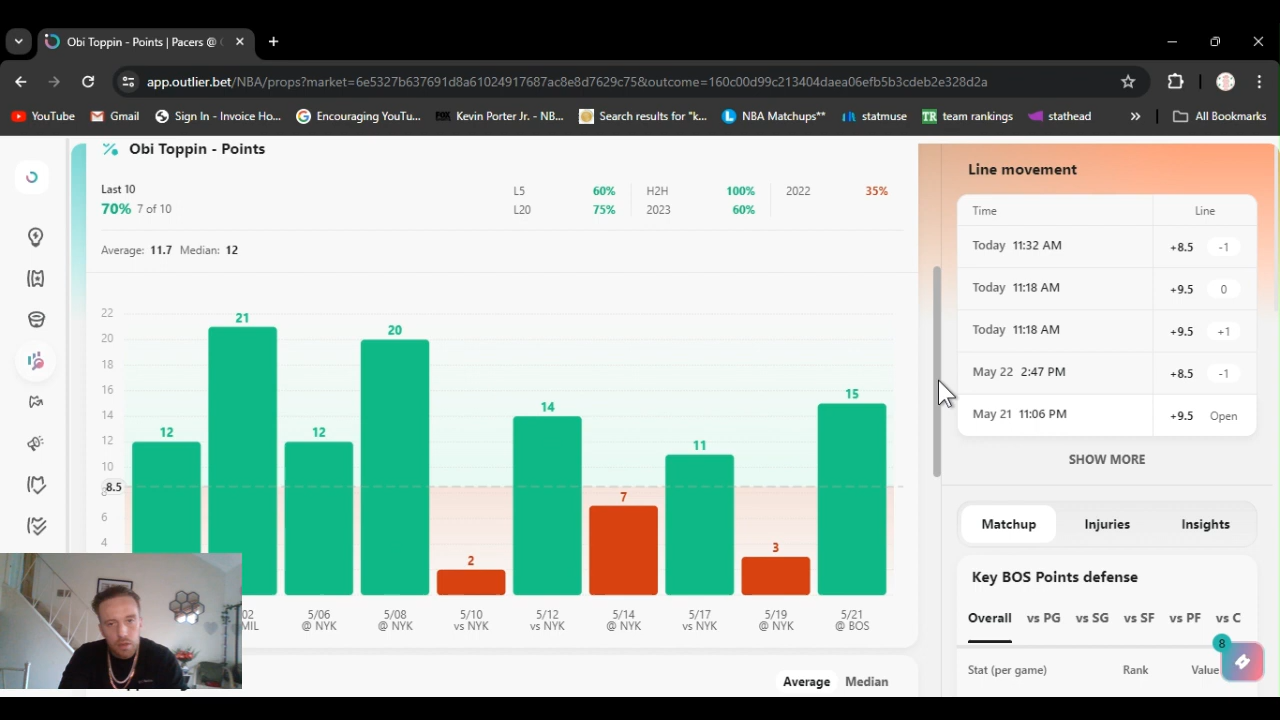 Obi Toppin - Points | Pacers @
app.outlier.bet/NBA/props?market=6e5327b637691d8a61024917687ac8e8d7629c75&outcome=160c00d99c213404daea06efb5b3cdeb2e328d2a
YouTube Gmail Sign In - Invoice Ho... Encouraging YouTu... FOX Kevin Porter Jr. - NB... Search results for "k... NBA Matchups** statmuse TR team rankings stathead » All Bookmarks
Obi Toppin - Points
Last 10
70% 7 of 10
L5 60% H2H 100% 2022 35%
L20 75% 2023 60%
Average: 11.7 Median: 12
22
20
18
16
14
12
10
8
8.5
6
4
12 21 12 20 2 14 7 11 3 15
02 5/06 5/08 5/10 5/12 5/14 5/17 5/19 5/21
MIL @ NYK @ NYK vs NYK vs NYK @ NYK vs NYK @ NYK @ BOS
Average Median
Line movement
Time Line
Today 11:32 AM +8.5 -1
Today 11:18 AM +9.5 0
Today 11:18 AM +9.5 +1
May 22 2:47 PM +8.5 -1
May 21 11:06 PM +9.5 Open
SHOW MORE
Matchup Injuries Insights
Key BOS Points defense
Overall vs PG vs SG vs SF vs PF vs C
8
Stat (per game) Rank Value